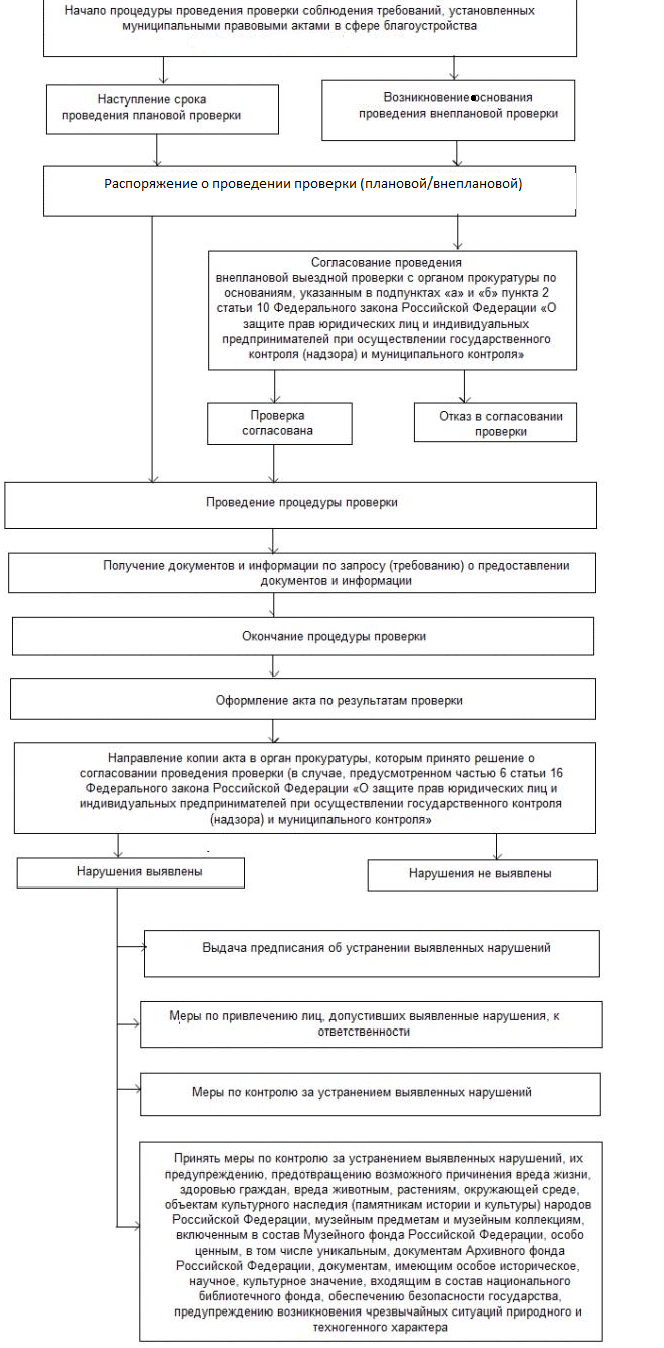 Начало процедуры проведения проверки соблюдения требований, установленных
муниципальными правовыми актами в сфере благоустройства
Наступление срока
проведения плановой проверки
Возникновение основания
проведения внеплановой проверки
Распоряжение о проведении проверки (плановой/внеплановой)
Согласование проведения
внеплановой выездной проверки с органом прокуратуры по
основаниям, указанным в подпунктах «а» и «б» пункта 2
статьи 10 Федерального закона Российской Федерации «О
защите прав юридических лиц и индивидуальных
предпринимателей при осуществлении государственного
контроля (надзора) и муниципального контроля»
Проверка
согласована
Отказ в согласовании
проверки
Проведение процедуры проверки
Получение документов и информации по запросу (требованию) о предоставлении
документов и информации
Окончание процедуры проверки
Оформление акта по результатам проверки
Направление копии акта в орган прокуратуры, которым принято решение о
согласовании проведения проверки (в случае, предусмотренном частью 6 статьи 16
Федерального закона Российской Федерации «О защите прав юридических лиц и
индивидуальных предпринимателей при осуществлении государственного контроля
(надзора) и муниципального контроля»
Нарушения выявлены
Нарушения не выявлены
Выдача предписания об устранении выявленных нарушений
Меры по привлечению лиц, допустивших выявленные нарушения, к
ответственности
Меры по контролю за устранением выявленных нарушений
Принять меры по контролю за устранением выявленных нарушений, их
предупреждению, предотвращению возможного причинения вреда жизни,
здоровью граждан, вреда животным, растениям, окружающей среде,
объектам культурного наследия (памятникам истории и культуры) народов
Российской Федерации, музейным предметам и музейным коллекциям,
включенным в состав Музейного фонда Российской Федерации, особо
ценным, в том числе уникальным, документам Архивного фонда
Российской Федерации, документам, имеющим особое историческое,
научное, культурное значение, входящим в состав национального
библиотечного фонда, обеспечению безопасности государства,
предупреждению возникновения чрезвычайных ситуаций природного и
техногенного характера